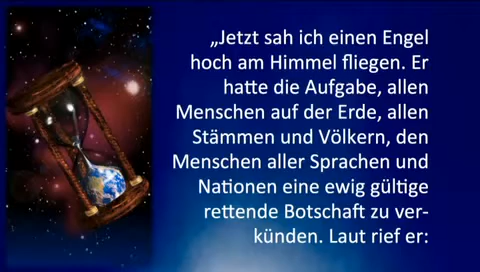 „Jetzt sah ich einen Engel
hoch am Himmel fliegen. Er
hatte die Aufgabe, allen
Menschen auf der Erde, allen
Stämmen und Völkern, den
Menschen aller Sprachen und
Nationen eine ewig gültige
rettende Botschaft zu ver-
künden. Laut rief er: